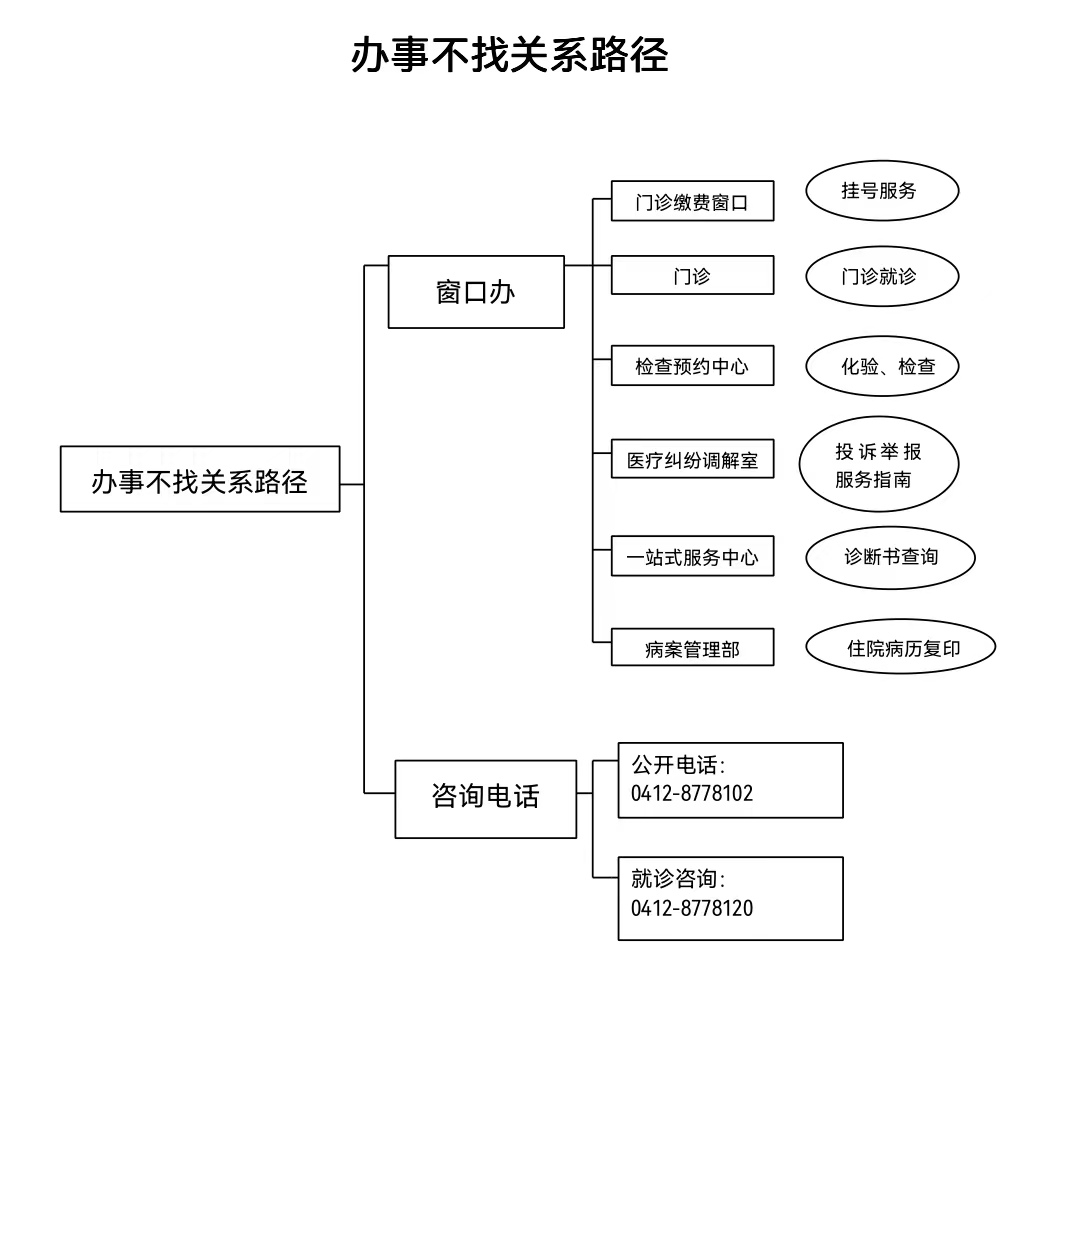 办事不找关系路径
门诊缴费窗口
挂号服务
窗口办
门诊
门诊就诊
检查预约中心
化验、检查
办事不找关系路径
医疗纠纷调解室
投诉举报
服务指南
一站式服务中心
诊断书查询
病案管理部
住院病历复印
咨询电话
公开电话：
0412-8778102
就诊咨询：
0412-8778120